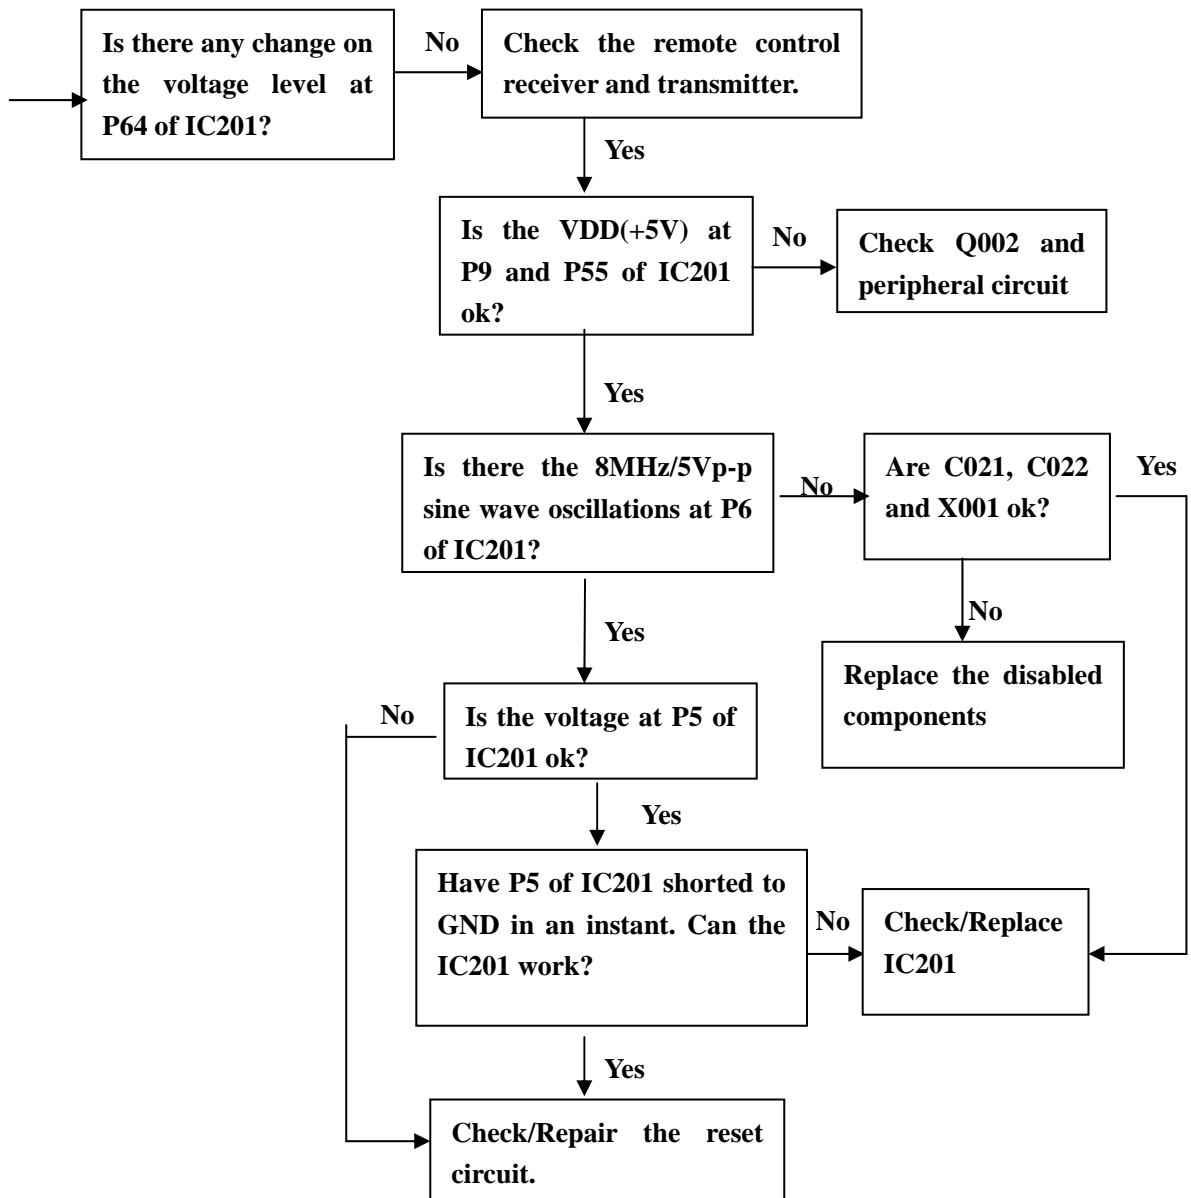 Is there any change on
the voltage level at
P64 of IC201?
No
Check the remote control
receiver and transmitter.
Yes
Is the VDD(+5V) at
P9 and P55 of IC201
ok?
No
Check Q002 and
peripheral circuit
Yes
Is there the 8MHz/5Vp-p
sine wave oscillations at P6
of IC201?
No
Are C021, C022
and X001 ok?
Yes
No
Replace the disabled
components
Yes
No
Is the voltage at P5 of
IC201 ok?
Yes
Have P5 of IC201 shorted to
GND in an instant. Can the
IC201 work?
No
Check/Replace
IC201
Yes
Check/Repair the reset
circuit.